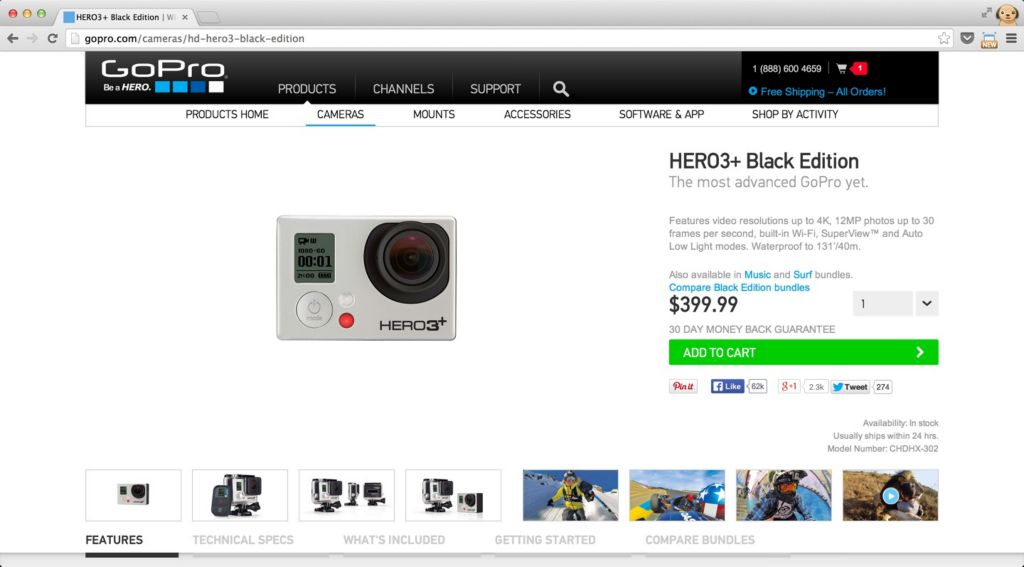 HERO3+ Black Edition | W
gopro.com/cameras/hd-hero3-black-edition
NEW
GoPro
Be a HERO.
PRODUCTS CHANNELS SUPPORT
1 (888) 600 4659 1
Free Shipping – All Orders!
PRODUCTS HOME CAMERAS MOUNTS ACCESSORIES SOFTWARE & APP SHOP BY ACTIVITY
HERO3+ Black Edition
The most advanced GoPro yet.
Features video resolutions up to 4K, 12MP photos up to 30
frames per second, built-in Wi-Fi, SuperView™ and Auto
Low Light modes. Waterproof to 131'/40m.
Also available in Music and Surf bundles.
Compare Black Edition bundles
$399.99 1
30 DAY MONEY BACK GUARANTEE
ADD TO CART
Pin it Like 62k g+1 2.3k Tweet 274
W
1080-60
00:01
mode
HERO3+
Availability: In stock
Usually ships within 24 hrs.
Model Number: CHDHX-302
FEATURES TECHNICAL SPECS WHAT'S INCLUDED GETTING STARTED COMPARE BUNDLES